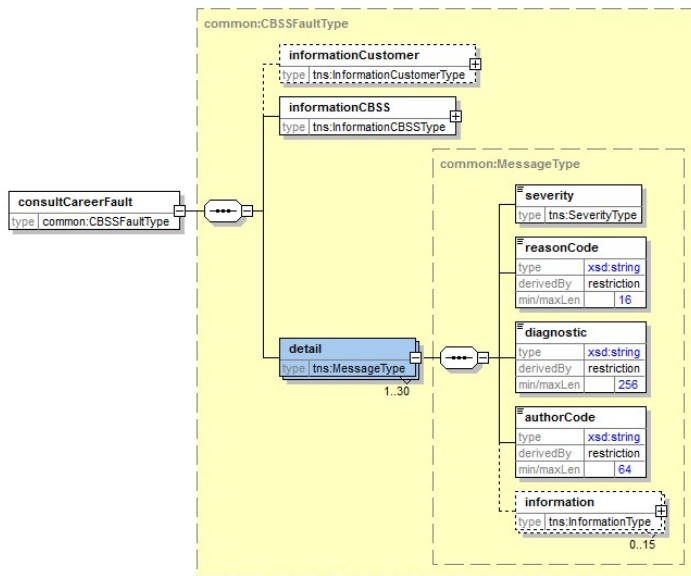 common:CBSSFaultType
informationCustomer
type tns:InformationCustomerType
informationCBSS
type tns:InformationCBSSType
common:MessageType
consultCareerFault
type common:CBSSFaultType
severity
type tns:SeverityType
reasonCode
type xsd:string
derivedBy restriction
min/maxLen 16
detail
type tns:MessageType
1..30
diagnostic
type xsd:string
derivedBy restriction
min/maxLen 256
authorCode
type xsd:string
derivedBy restriction
min/maxLen 64
information
type tns:InformationType
0..15